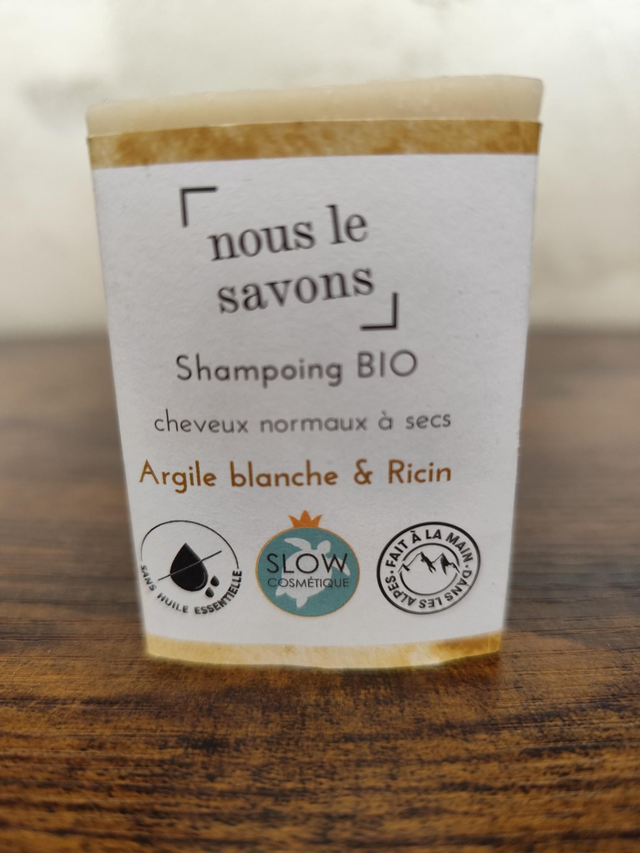 nous le
savons
Shampoing BIO
cheveux normaux à secs
Argile blanche & Ricin
SANS HUILE ESSENTIELLE
SLOW
COSMÉTIQUE
FAIT À LA MAIN • DANS LES ALPES •